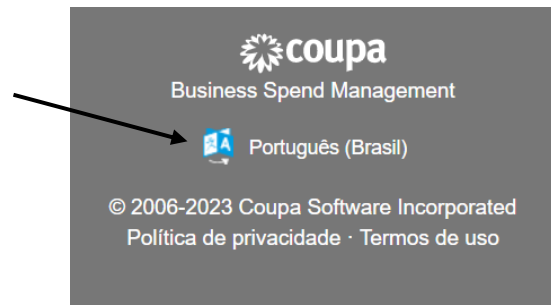 coupa
Business Spend Management
Português (Brasil)
© 2006-2023 Coupa Software Incorporated
Política de privacidade · Termos de uso